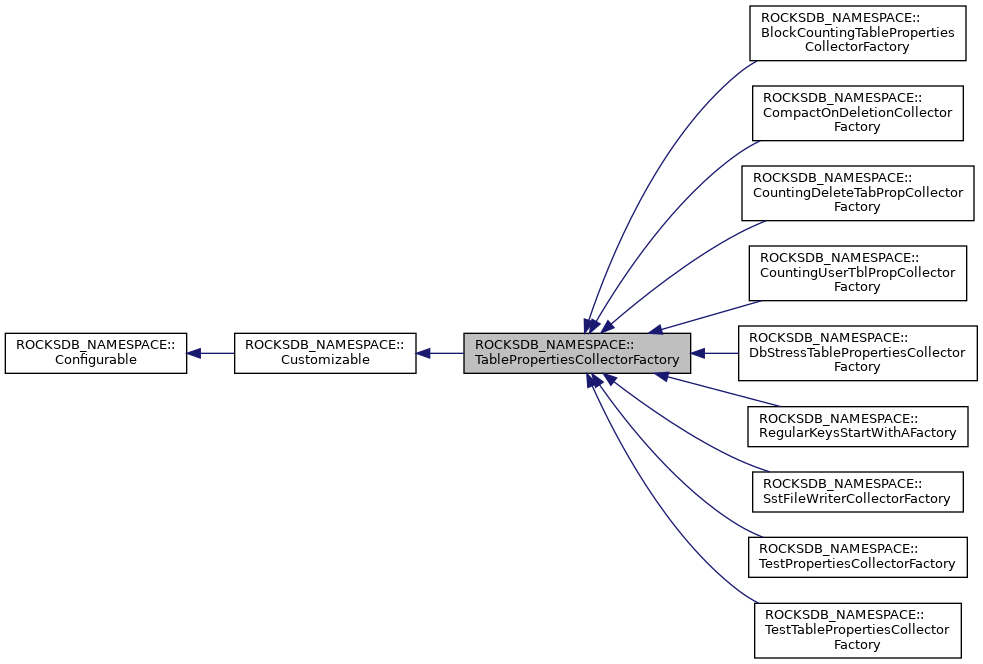 ROCKSDB_NAMESPACE::
BlockCountingTableProperties
CollectorFactory
ROCKSDB_NAMESPACE::
CompactOnDeletionCollector
Factory
ROCKSDB_NAMESPACE::
CountingDeleteTabPropCollector
Factory
ROCKSDB_NAMESPACE::
CountingUserTblPropCollector
Factory
ROCKSDB_NAMESPACE::
Configurable
ROCKSDB_NAMESPACE::
Customizable
ROCKSDB_NAMESPACE::
TablePropertiesCollectorFactory
ROCKSDB_NAMESPACE::
DbStressTablePropertiesCollector
Factory
ROCKSDB_NAMESPACE::
RegularKeysStartWithAFactory
ROCKSDB_NAMESPACE::
SstFileWriterCollectorFactory
ROCKSDB_NAMESPACE::
TestPropertiesCollectorFactory
ROCKSDB_NAMESPACE::
TestTablePropertiesCollector
Factory